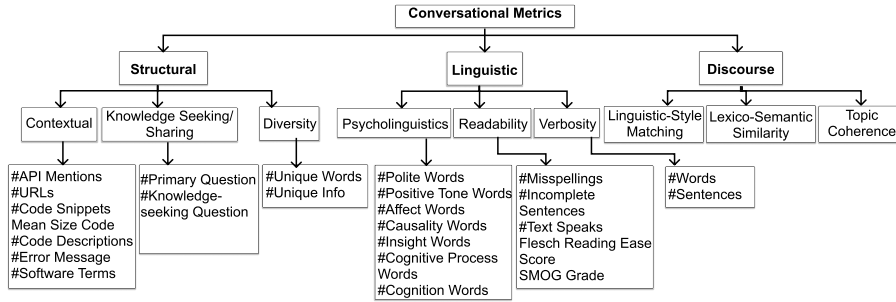 Conversational Metrics
Structural
Linguistic
Discourse
Contextual
Knowledge Seeking/
Sharing
Diversity
Psycholinguistics
Readability
Verbosity
Linguistic-Style
Matching
Lexico-Semantic
Similarity
Topic
Coherence
#API Mentions
#URLs
#Code Snippets
Mean Size Code
#Code Descriptions
#Error Message
#Software Terms
#Primary Question
#Knowledge-
seeking Question
#Unique Words
#Unique Info
#Polite Words
#Positive Tone Words
#Affect Words
#Causality Words
#Insight Words
#Cognitive Process
Words
#Cognition Words
#Misspellings
#Incomplete
Sentences
#Text Speaks
Flesch Reading Ease
Score
SMOG Grade
#Words
#Sentences